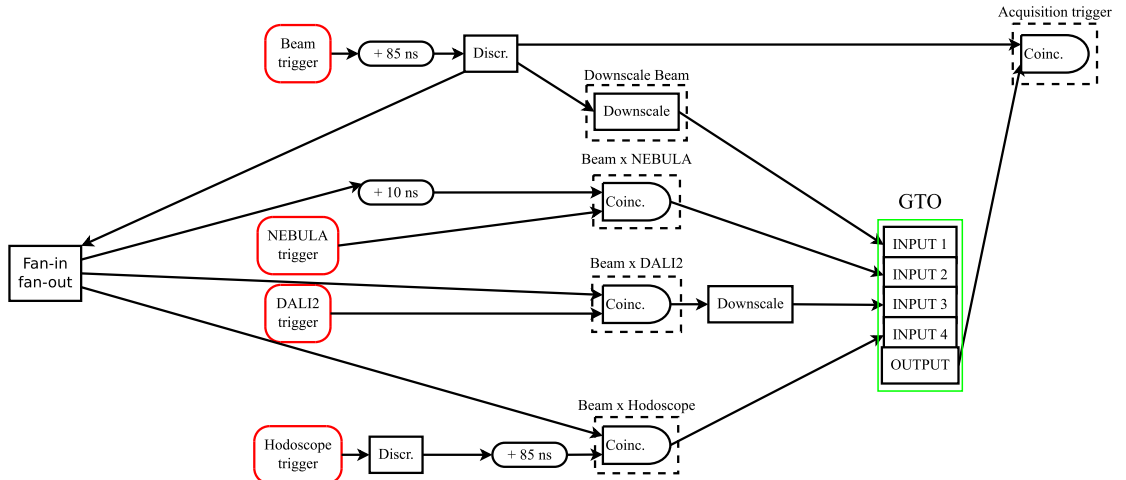 Acquisition trigger
Beam
trigger
+ 85 ns
Discr.
Coinc.
Downscale Beam
Downscale
Beam x NEBULA
+ 10 ns
Coinc.
GTO
NEBULA
trigger
INPUT 1
Fan-in
fan-out
Beam x DALI2
INPUT 2
DALI2
trigger
Coinc.
Downscale
INPUT 3
INPUT 4
OUTPUT
Beam x Hodoscope
Hodoscope
trigger
Discr.
+ 85 ns
Coinc.